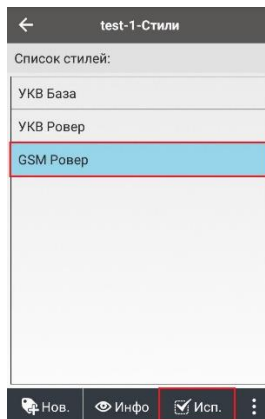 test-1-Стили
Список стилей:
УКВ База
УКВ Ровер
GSM Ровер
Нов. Инфо Исп.